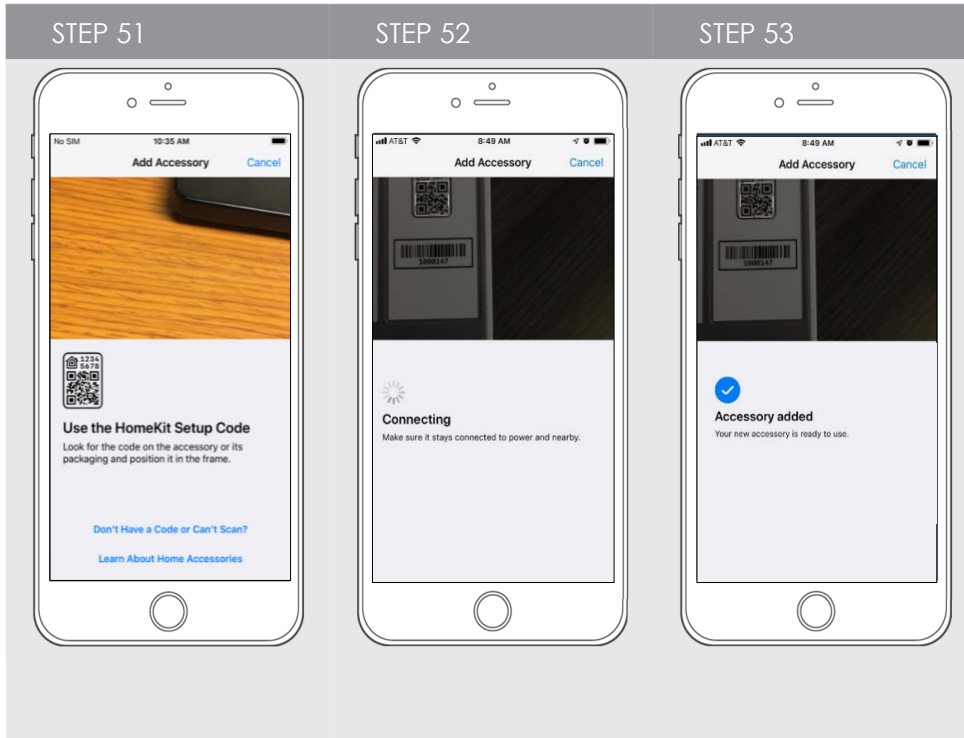 STEP 51
STEP 52
STEP 53
No SIM 10:35 AM
Add Accessory Cancel
1234
5678
Use the HomeKit Setup Code
Look for the code on the accessory or its
packaging and position it in the frame.
Don't Have a Code or Can't Scan?
Learn About Home Accessories
AT&T 8:49 AM
Add Accessory Cancel
1000147
Connecting
Make sure it stays connected to power and nearby.
AT&T 8:49 AM
Add Accessory Cancel
1000147
Accessory added
Your new accessory is ready to use.